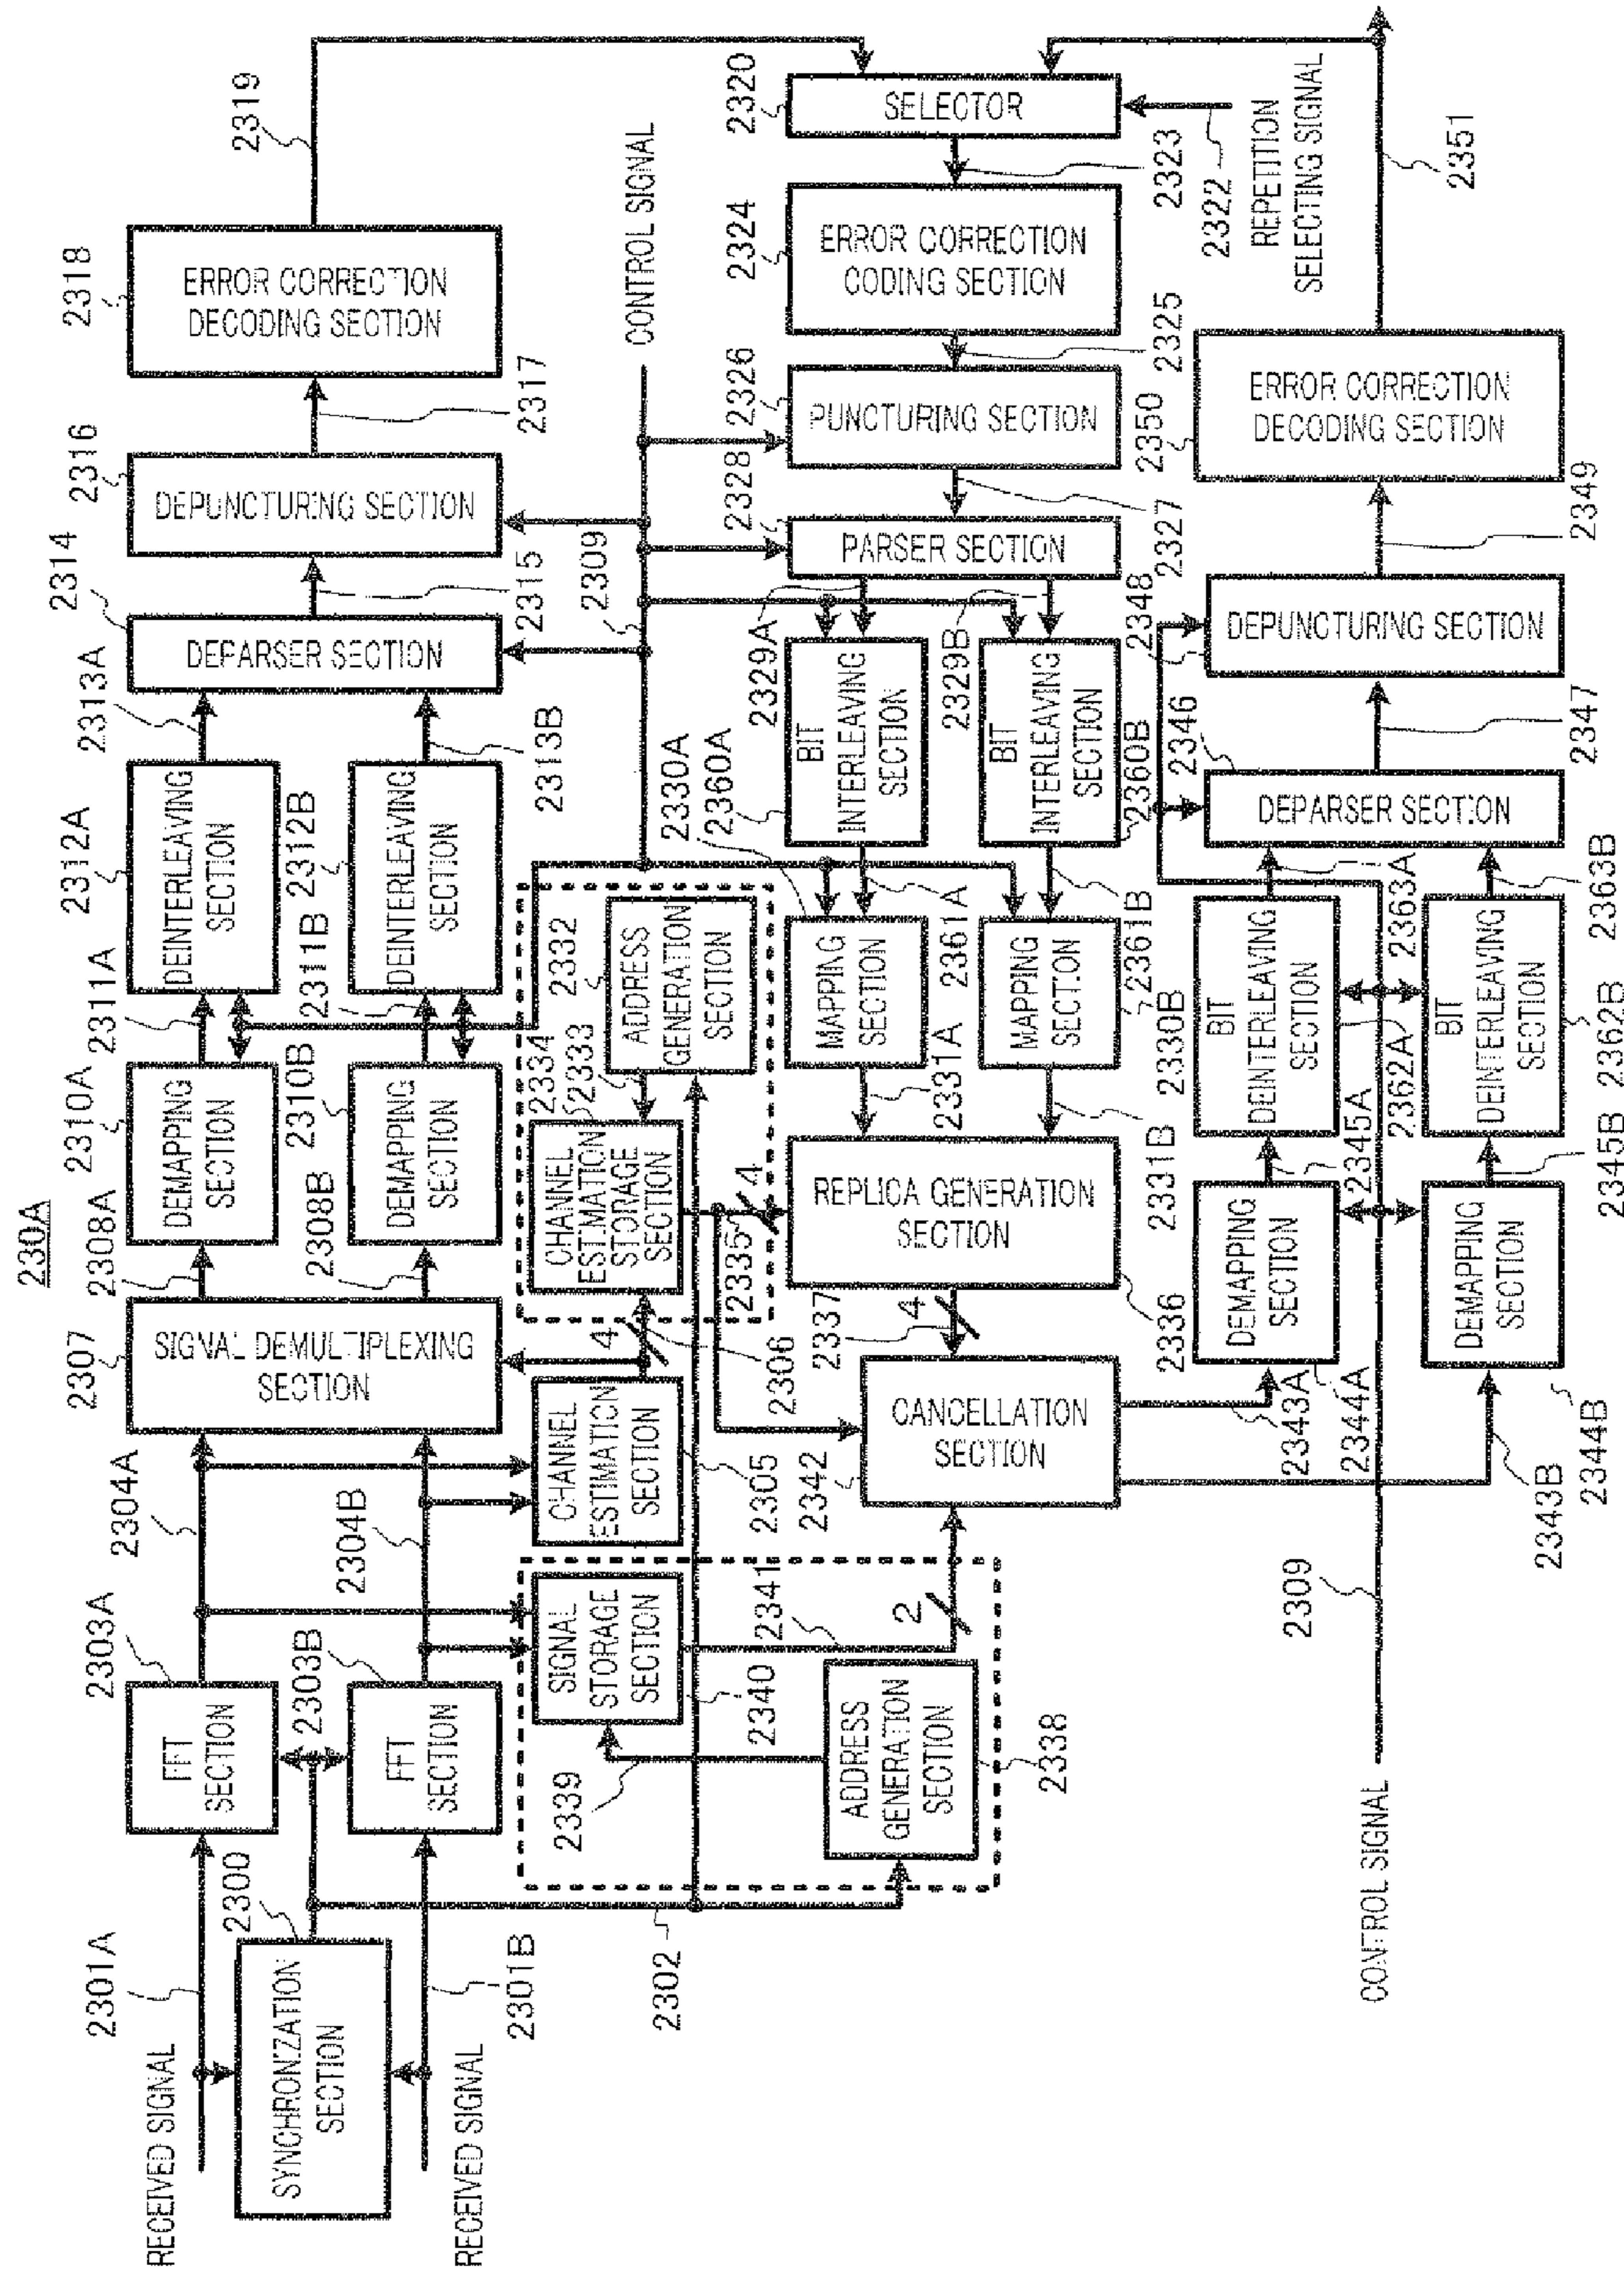 230A
RECEIVED SIGNAL
2301A
SYNCHRONIZATION
SECTION
2300
RECEIVED SIGNAL
2301B
2302
FFT
SECTION
2303A
FFT
SECTION
2303B
2304A
2304B
SIGNAL DEMULTIPLEXING
SECTION
2307
2308A
2308B
DEMAPPING
SECTION
2310A
DEMAPPING
SECTION
2310B
2311A
2311B
DEINTERLEAVING
SECTION
2312A
DEINTERLEAVING
SECTION
2312B
2313A
2313B
DEPARSER SECTION
2314
2315
DEPUNCTURING SECTION
2316
2317
ERROR CORRECTION
DECODING SECTION
2318
2319
SIGNAL
STORAGE
SECTION
2340
2339
2341
2
ADDRESS
GENERATION
SECTION
2338
CHANNEL
ESTIMATION
SECTION
2305
4
2306
CHANNEL
ESTIMATION
STORAGE
SECTION
2334
2333
ADDRESS
GENERATION
SECTION
2332
2335
4
2309
CONTROL SIGNAL
CANCELLATION
SECTION
2342
2337
4
REPLICA GENERATION
SECTION
2336
2331A
2331B
MAPPING
SECTION
2330A
MAPPING
SECTION
2330B
2361A
2361B
2361B
BIT
INTERLEAVING
SECTION
2360A
BIT
INTERLEAVING
SECTION
2360B
2329A
2329B
PARSER SECTION
2328
2327
PUNCTURING SECTION
2326
2325
ERROR CORRECTION
CODING SECTION
2324
2323
SELECTOR
2320
2322
REPETITION
SELECTING SIGNAL
CONTROL SIGNAL
2309
2343A
2343B
DEMAPPING
SECTION
2344A
DEMAPPING
SECTION
2344B
2345A
2345B
BIT
DEINTERLEAVING
SECTION
2362A
BIT
DEINTERLEAVING
SECTION
2362B
2363A
2363B
DEPARSER SECTION
2346
2347
DEPUNCTURING SECTION
2348
2349
ERROR CORRECTION
DECODING SECTION
2350
2351